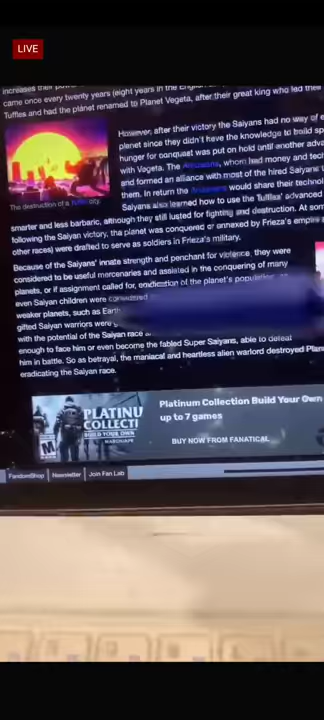 LIVE
increases their
came once every twenty years (eight years in the
Tuffles and had the planet renamed to Planet Vegeta, after their great king who led their
However, after their victory the Saiyans had no way of
planet since they didn't have the knowledge to build
hunger for conquest was put on hold until another
with Vegeta. The Arcosians, whom had money and
and formed an alliance with most of the hired Saiyans
them. In return the Arcosians would share their
The destruction of a Tuffle city.
Saiyans also learned how to use the Tuffles' advanced
smarter and less barbaric, although they still lusted for fighting and destruction. At
following the Saiyan victory, the planet was conquered or annexed by Frieza's empire
other races) were drafted to serve as soldiers in Frieza's military.
Because of the Saiyans' innate strength and penchant for violence, they were
considered to be useful mercenaries and assisted in the conquering of many
planets, or if assignment called for, eradication of the planet's
even Saiyan children were considered
weaker planets, such as Earth
gifted Saiyan warriors were
with the potential of the Saiyan race
enough to face him or even become the fabled Super Saiyans, able to defeat
him in battle. So as betrayal, the maniacal and heartless alien warlord destroyed
eradicating the Saiyan race.
PLATINU
COLLECTI
BUILD YOUR OWN
M
Platinum Collection Build Your Own
up to 7 games
BUY NOW FROM FANATICAL
FandomShop Newsletter Join Fan Lab